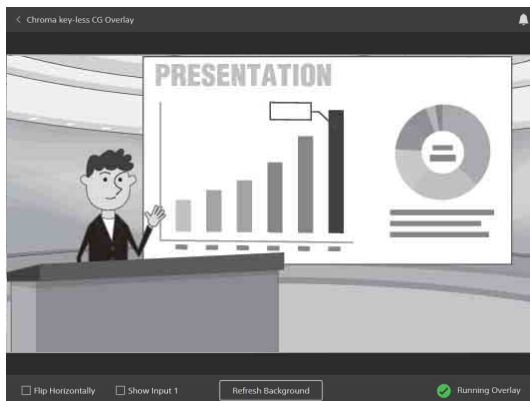 Chroma key-less CG Overlay
PRESENTATION
Flip Horizontally
Show Input 1
Refresh Background
Running Overlay